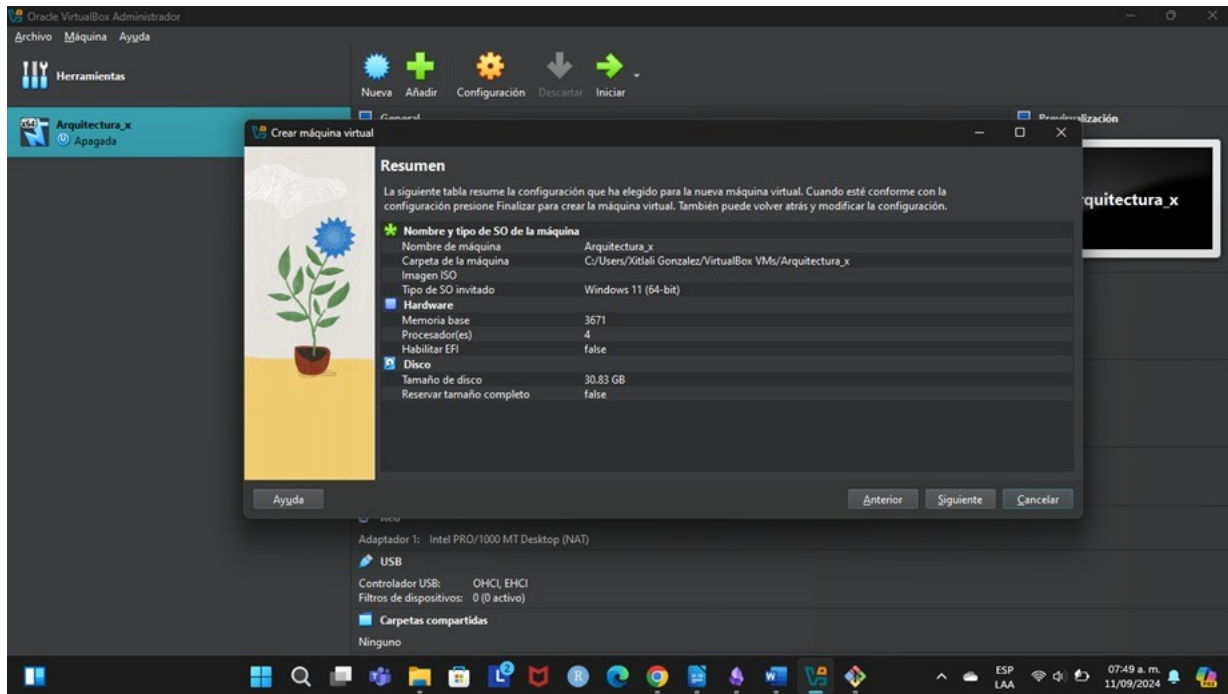 Oracle VirtualBox Administrador
Archivo Máquina Ayuda
Herramientas
Nueva Añadir Configuración Descartar Iniciar
x64
Arquitectura_x
Apagada
General
Previsualización
Crear máquina virtual
Resumen
La siguiente tabla resume la configuración que ha elegido para la nueva máquina virtual. Cuando esté conforme con la
configuración presione Finalizar para crear la máquina virtual. También puede volver atrás y modificar la configuración.
Nombre y tipo de SO de la máquina
Nombre de máquina Arquitectura_x
Carpeta de la máquina C:/Users/Xitlali Gonzalez/VirtualBox VMs/Arquitectura_x
Imagen ISO
Tipo de SO invitado Windows 11 (64-bit)
Hardware
Memoria base 3671
Procesador(es) 4
Habilitar EFI false
Disco
Tamaño de disco 30.83 GB
Reservar tamaño completo false
rquitectura_x
Ayuda Anterior Siguiente Cancelar
Red
Adaptador 1: Intel PRO/1000 MT Desktop (NAT)
USB
Controlador USB: OHCI, EHCI
Filtros de dispositivos: 0 (0 activo)
Carpetas compartidas
Ninguno
ESP
LAA
07:49 a. m.
11/09/2024